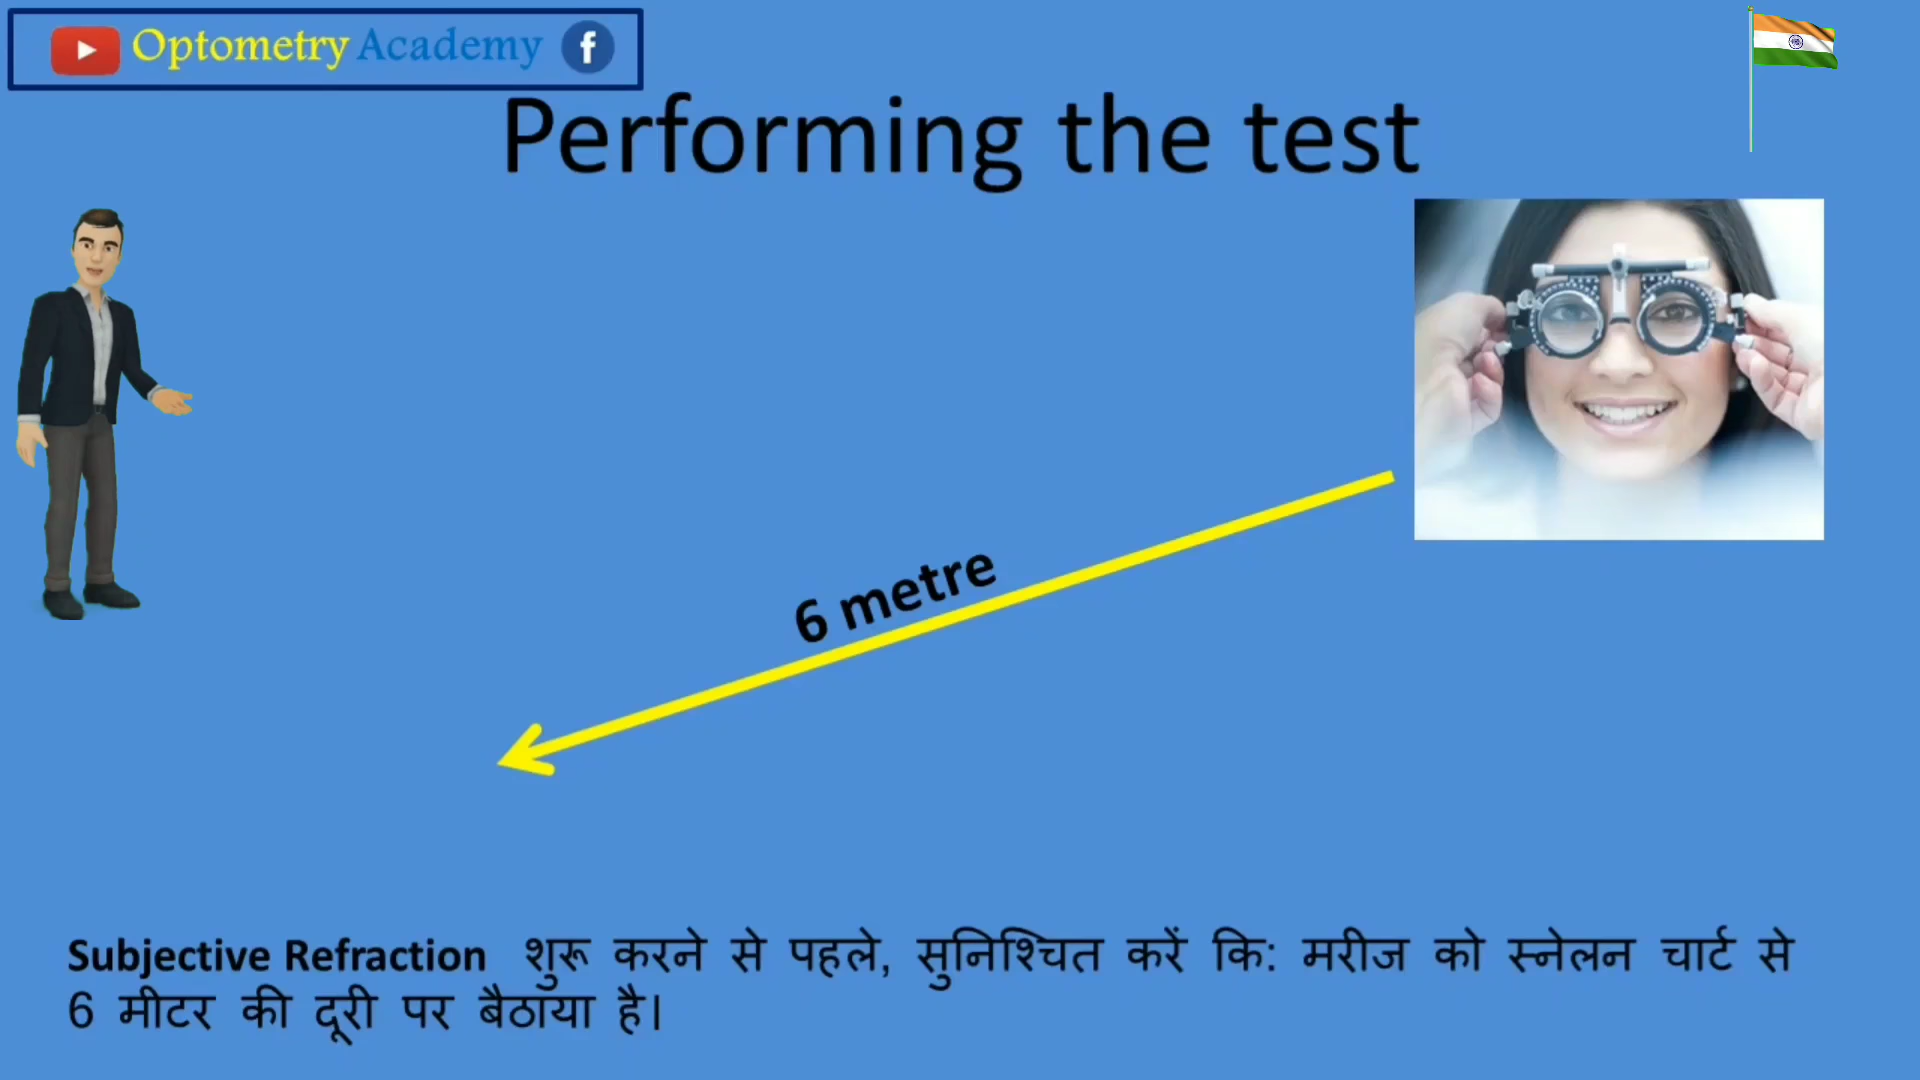 Optometry Academy
Performing the test
6 metre
Subjective Refraction शुरू करने से पहले, सुनिश्चित करें कि: मरीज को स्नेलन चार्ट से
6 मीटर की दूरी पर बैठाया है।